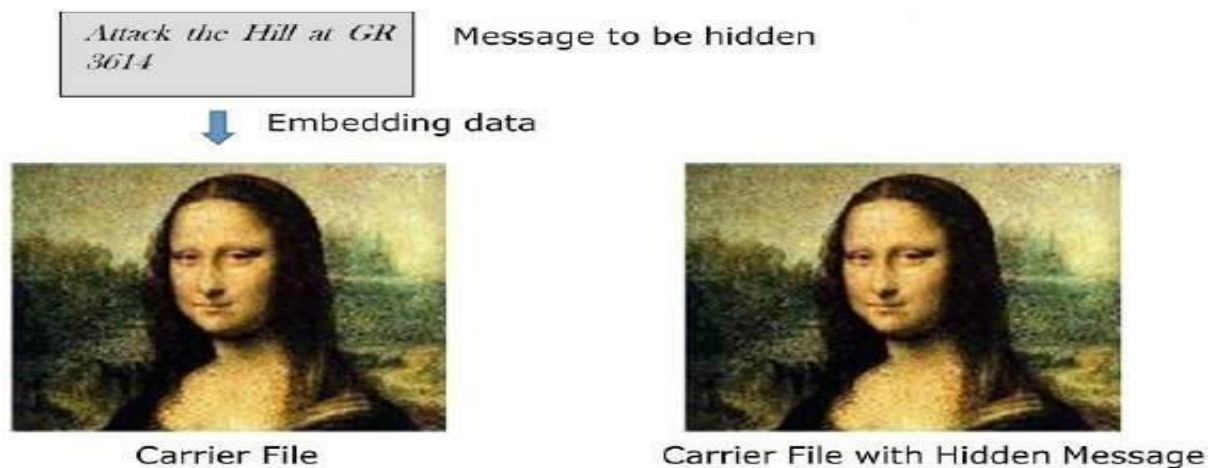 Attack the Hill at GR
3614
Message to be hidden
Embedding data
Carrier File
Carrier File with Hidden Message